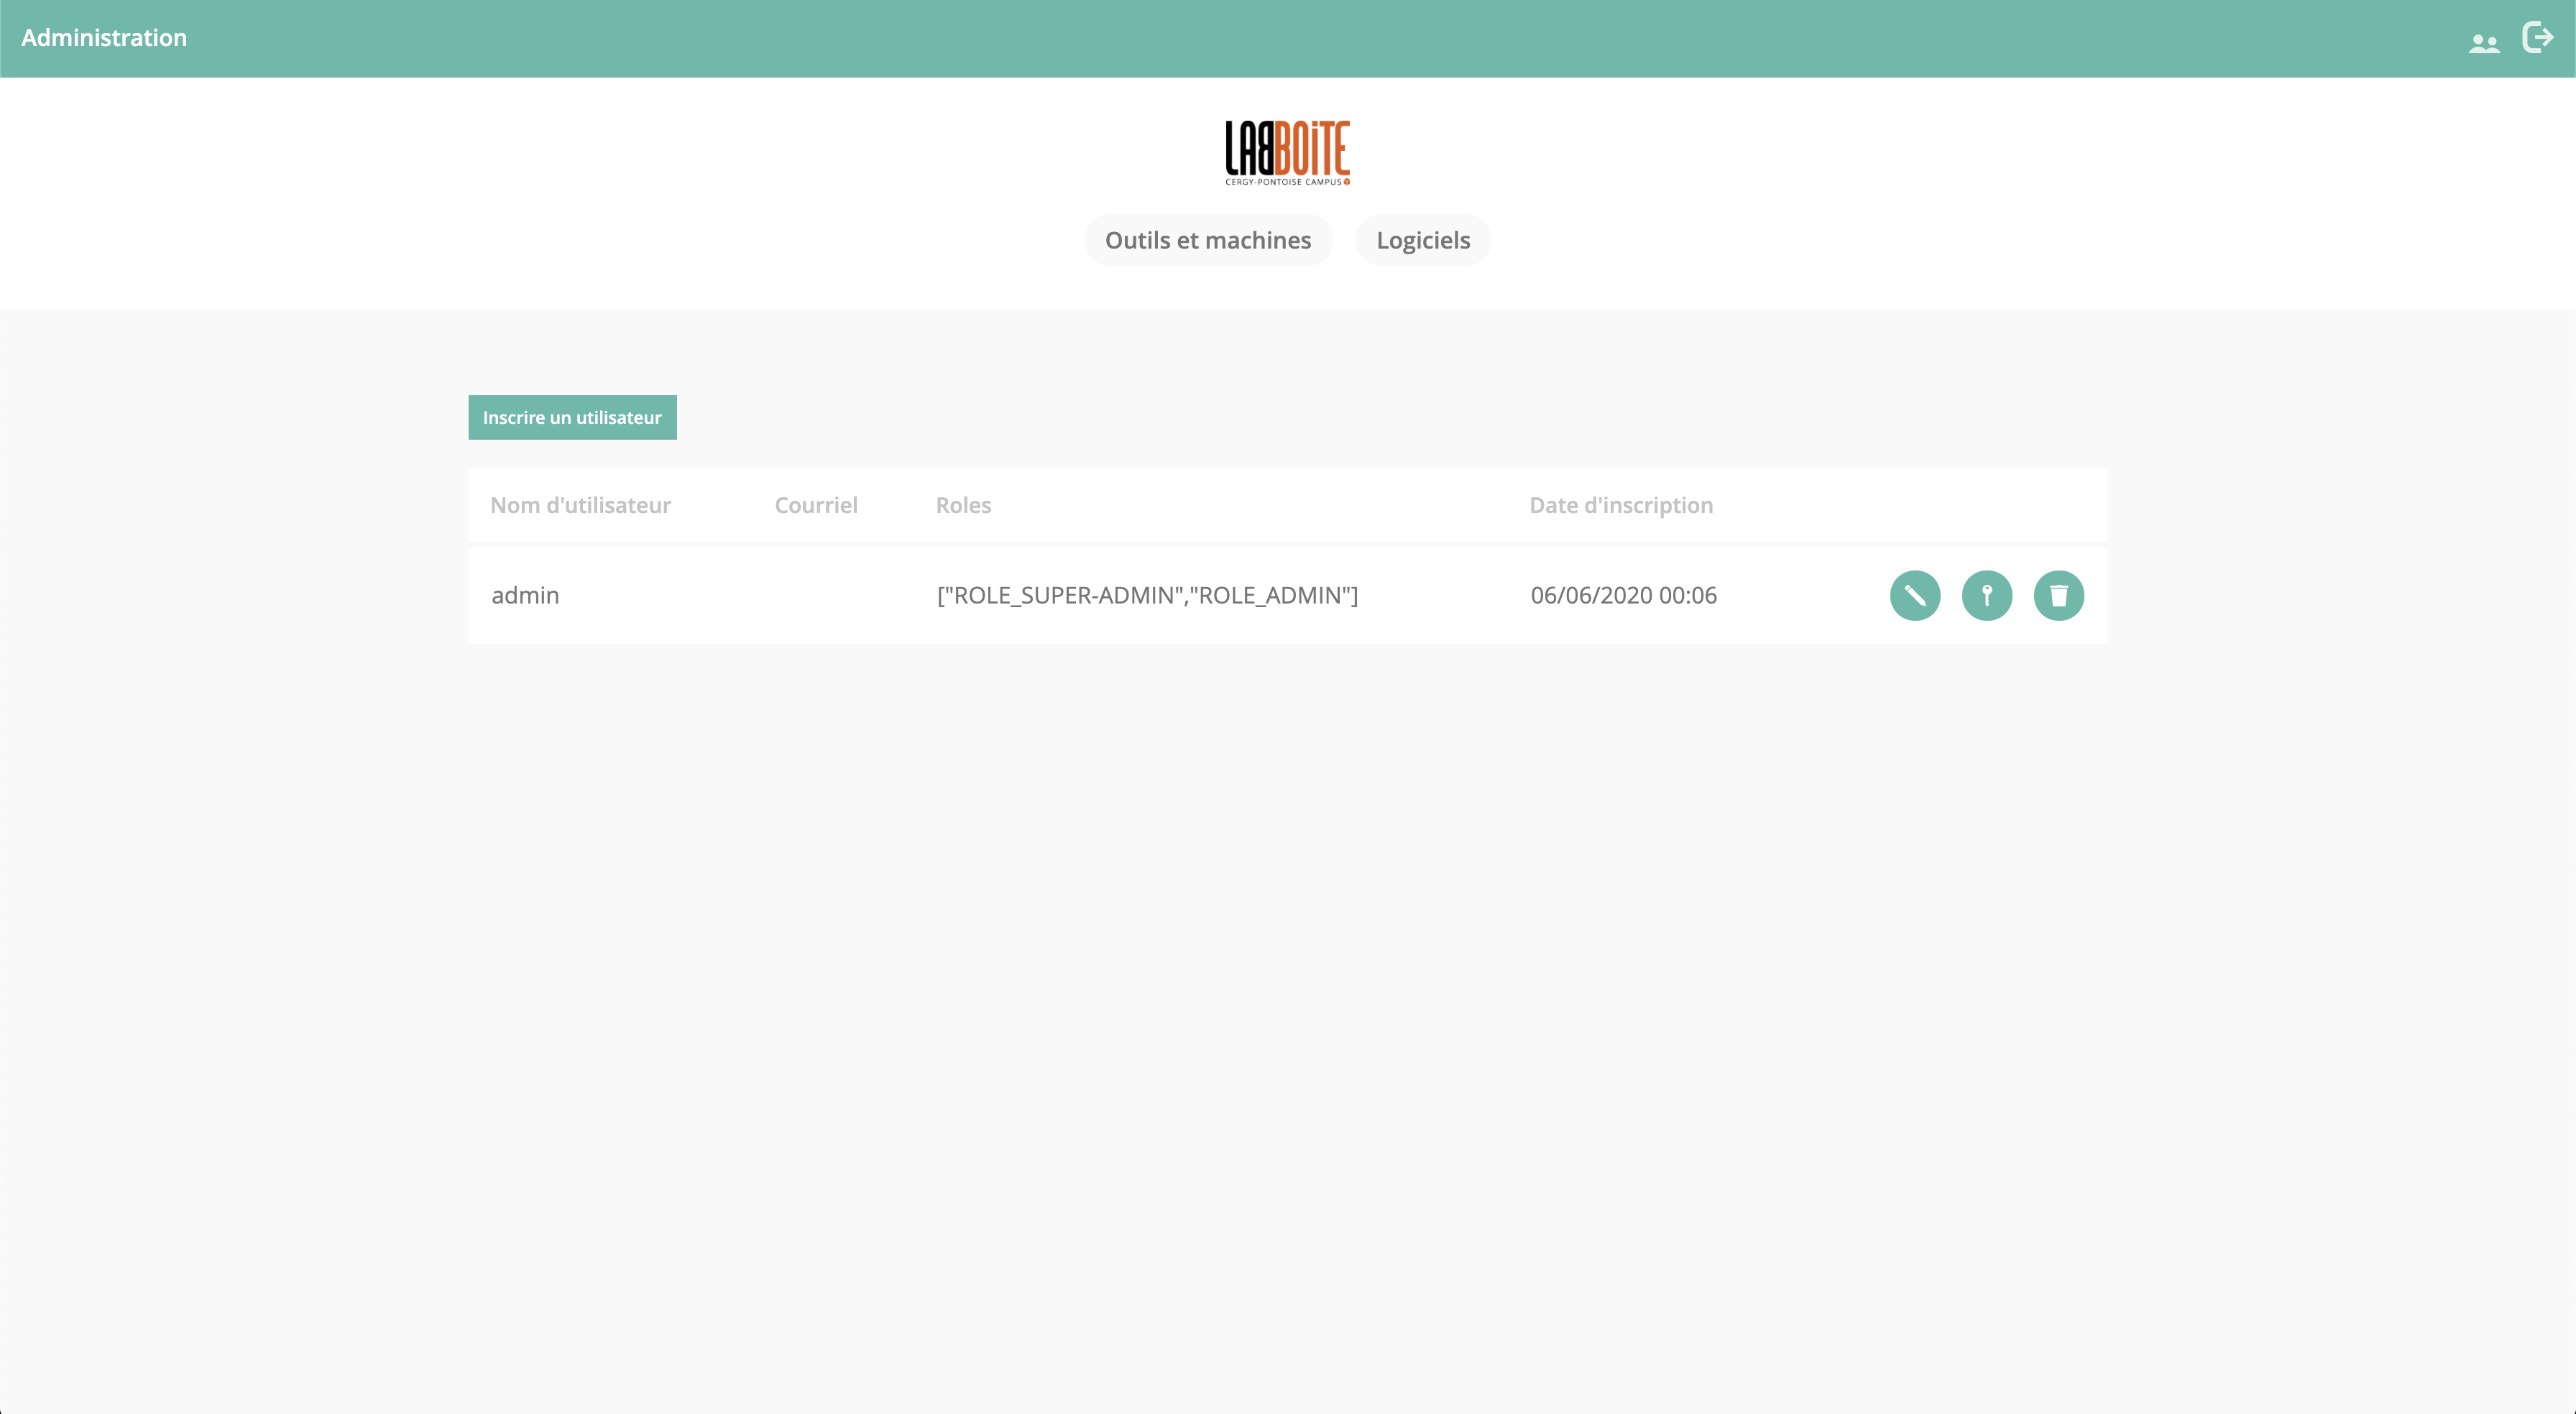 Administration
LABBOiTE
CERGY-PONTOISE CAMPUS
Outils et machines Logiciels
Inscrire un utilisateur
Nom d'utilisateur Courriel Roles Date d'inscription
admin ["ROLE_SUPER-ADMIN","ROLE_ADMIN"] 06/06/2020 00:06